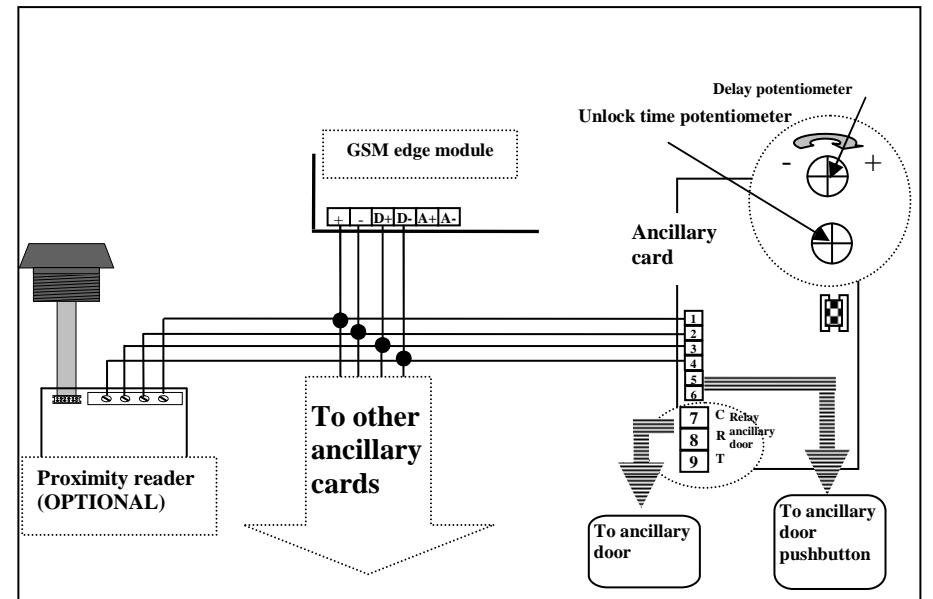 Delay potentiometer
Unlock time potentiometer
GSM edge module
- +
+ - D+ D- A+ A-
Ancillary
card
1
2
3
4
5
6
7 C Relay
ancillary
8 R door
9 T
To other
ancillary
cards
Proximity reader
(OPTIONAL)
To ancillary
door
To ancillary
door
pushbutton